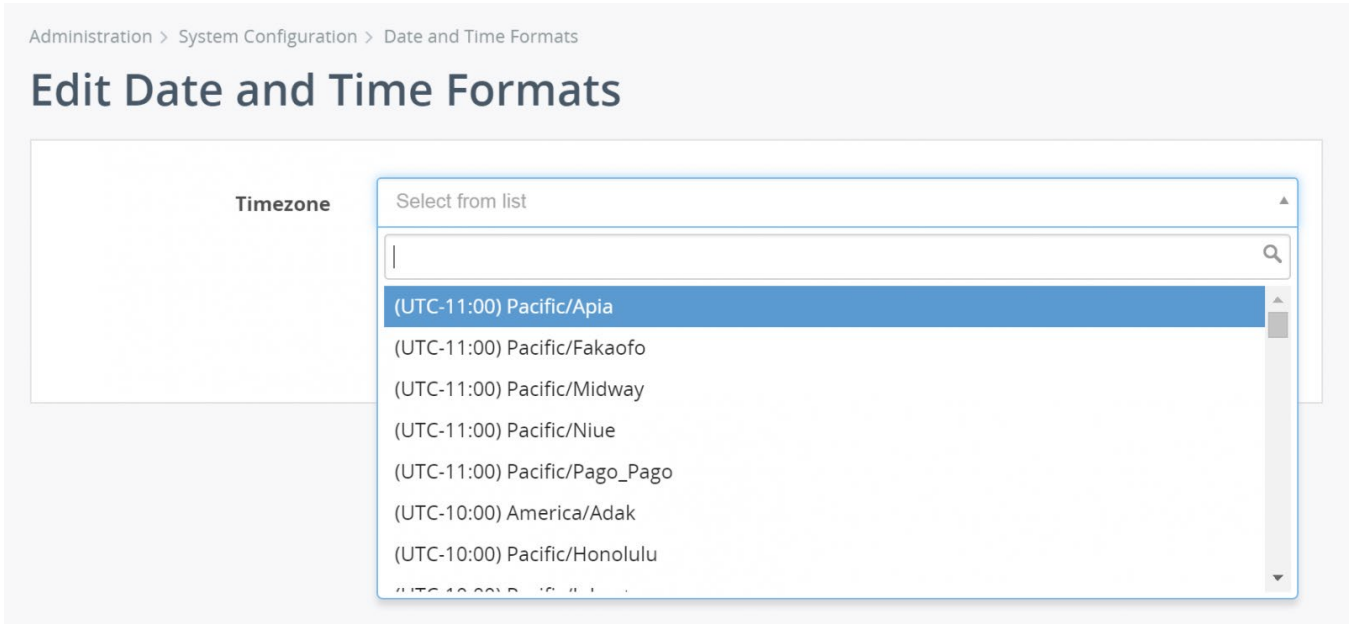 Administration > System Configuration > Date and Time Formats
Edit Date and Time Formats
Timezone
Select from list
(UTC-11:00) Pacific/Apia
(UTC-11:00) Pacific/Fakaofo
(UTC-11:00) Pacific/Midway
(UTC-11:00) Pacific/Niue
(UTC-11:00) Pacific/Pago_Pago
(UTC-10:00) America/Adak
(UTC-10:00) Pacific/Honolulu